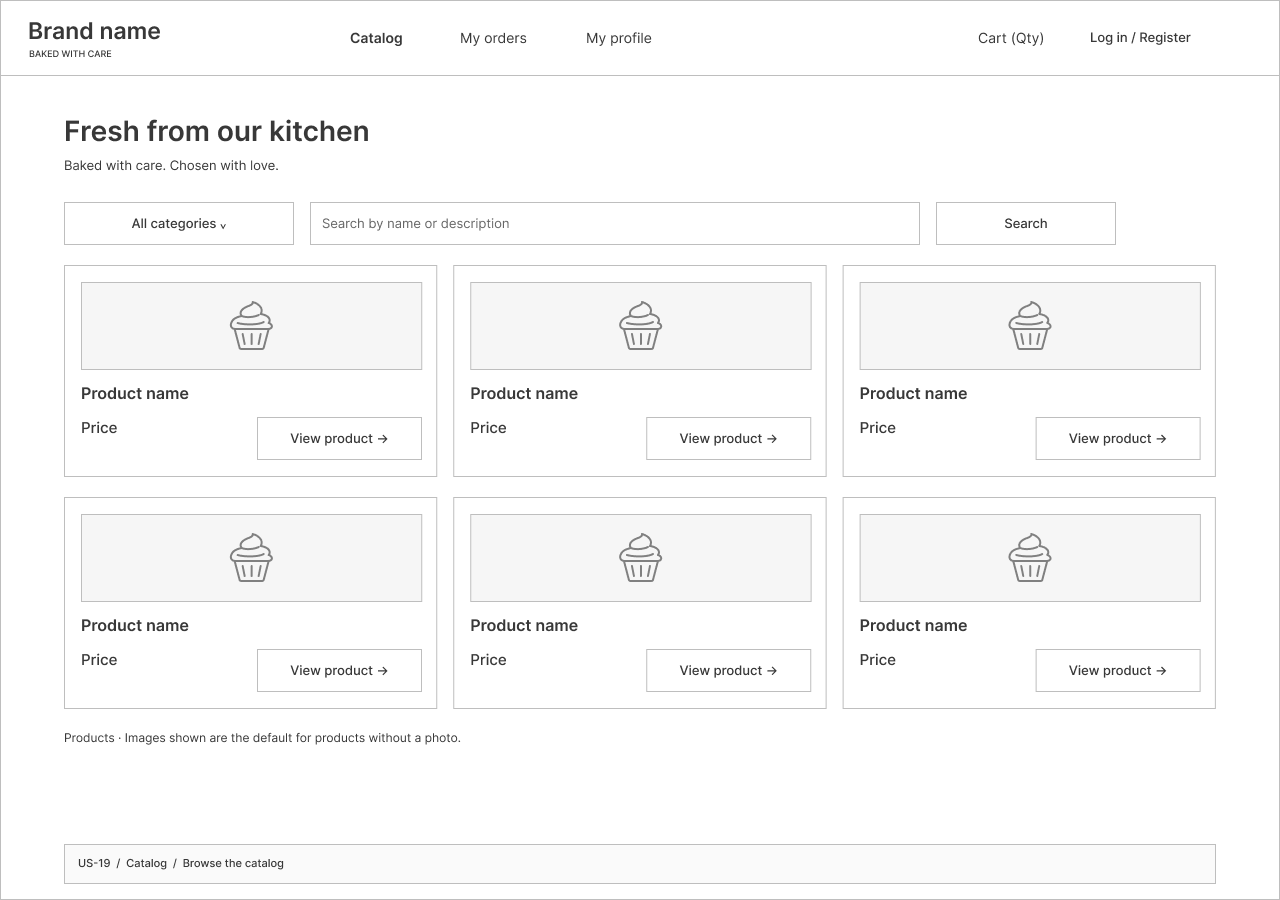 Brand name
BAKED WITH CARE
Catalog
My orders
My profile
Cart (Qty)
Log in / Register
Fresh from our kitchen
Baked with care. Chosen with love.
All categories ˅
Search by name or description
Search
Product name
Price
View product →
Product name
Price
View product →
Product name
Price
View product →
Product name
Price
View product →
Product name
Price
View product →
Product name
Price
View product →
Products · Images shown are the default for products without a photo.
US-19 / Catalog / Browse the catalog